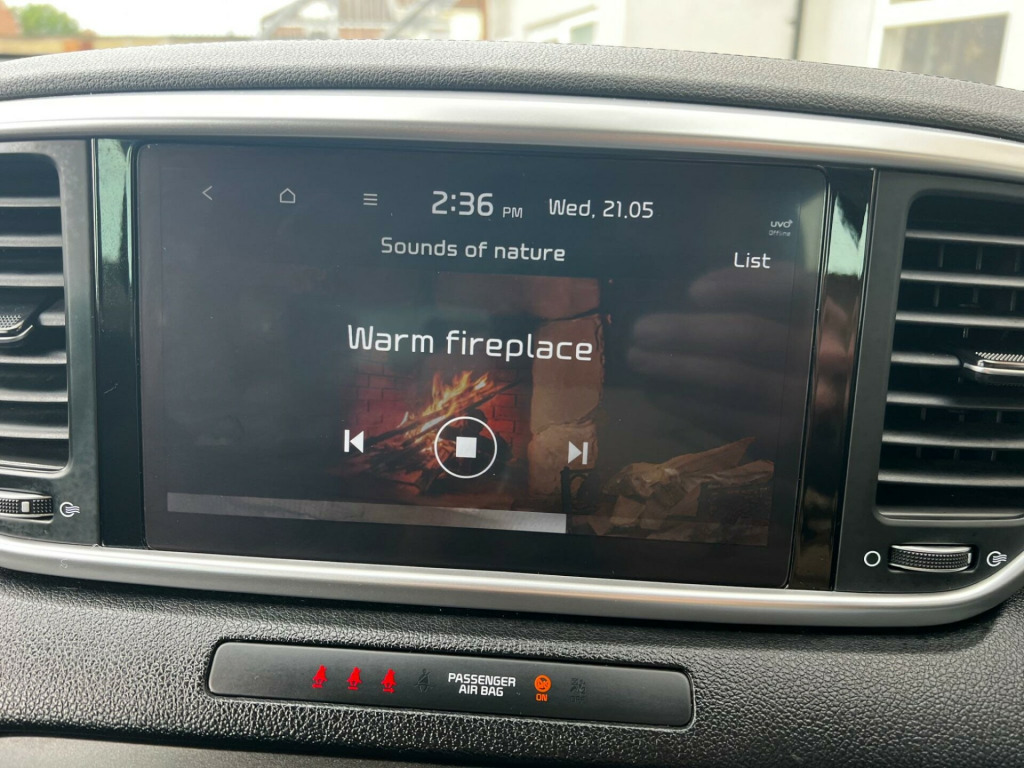 2:36 PM Wed, 21.05
uvo
Offline
Sounds of nature
List
Warm fireplace
PASSENGER
AIR BAG
ON